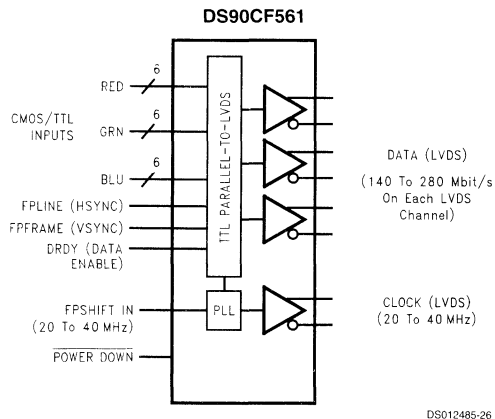 DS90CF561
RED
6
CMOS/TTL
INPUTS
GRN
6
BLU
6
FPLINE (HSYNC)
FPFRAME (VSYNC)
DRDY (DATA
ENABLE)
FPSHIFT IN
(20 To 40 MHz)
POWER DOWN
TTL PARALLEL-TO-LVDS
PLL
DATA (LVDS)
(140 To 280 Mbit/s
On Each LVDS
Channel)
CLOCK (LVDS)
(20 To 40 MHz)
DS012485-26